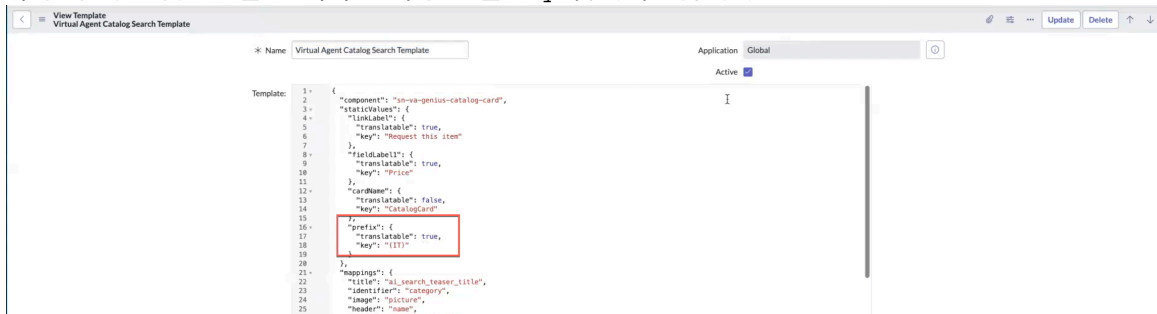 View Template
Virtual Agent Catalog Search Template
Update
Delete
* Name
Virtual Agent Catalog Search Template
Application
Global
Active
Template:
1 {
2 "component": "sn-va-genius-catalog-card",
3 "staticValues": {
4 "linkLabel": {
5 "translatable": true,
6 "key": "Request this item"
7 },
8 "fieldLabel1": {
9 "translatable": true,
10 "key": "Price"
11 },
12 "cardName": {
13 "translatable": false,
14 "key": "CatalogCard"
15 },
16 "prefix": {
17 "translatable": true,
18 "key": "(IT)"
19 }
20 },
21 "mappings": {
22 "title": "ai_search_teaser_title",
23 "identifier": "category",
24 "image": "picture",
25 "header": "name",